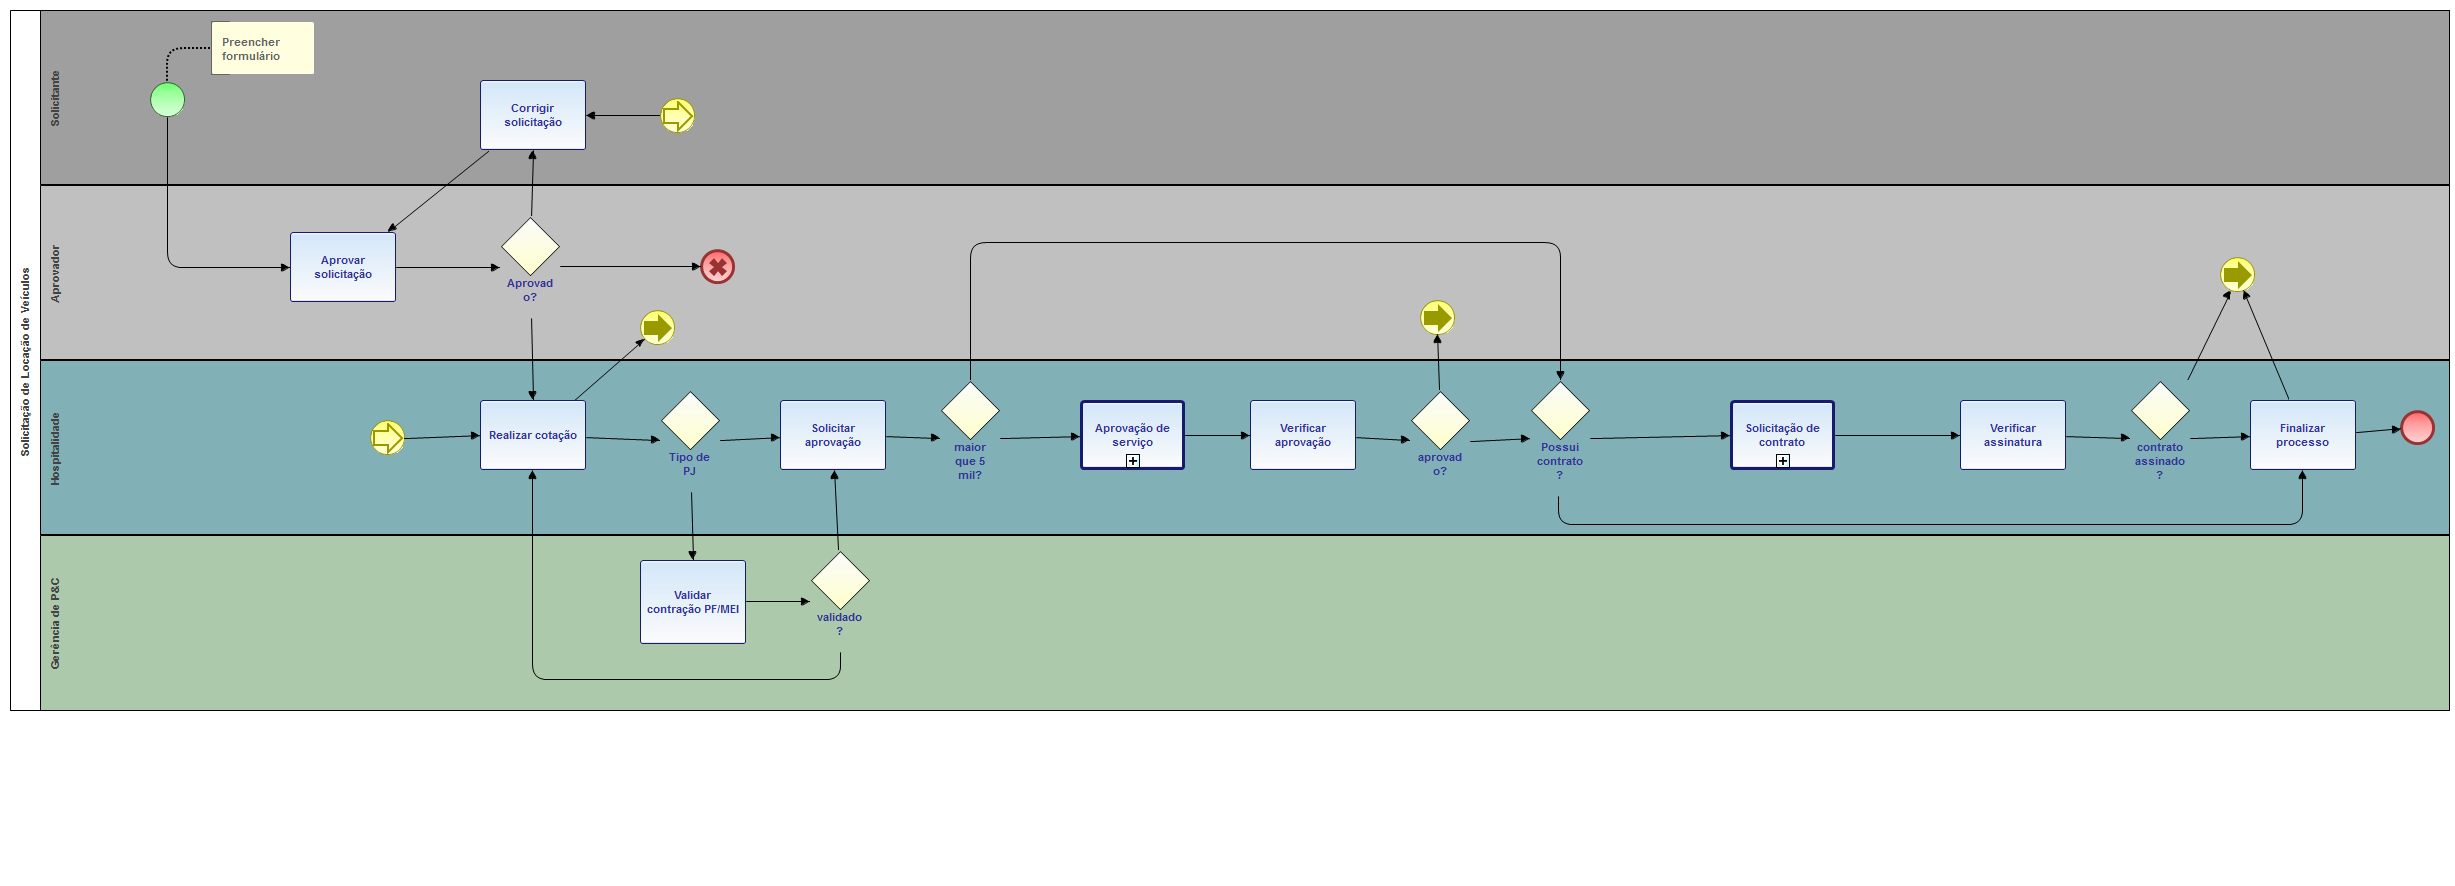 Solicitação de Locação de Veículos
Solicitante
Preencher
formulário
Corrigir
solicitação
Aprovador
Aprovar
solicitação
Aprovad
o?
Hospitalidade
Realizar cotação
Tipo de
PJ
Solicitar
aprovação
maior
que 5
mil?
Aprovação de
serviço
Verificar
aprovação
aprovad
o?
Possui
contrato
?
Solicitação de
contrato
Verificar
assinatura
contrato
assinado
?
Finalizar
processo
Gerência de P&C
Validar
contração PF/MEI
validado
?